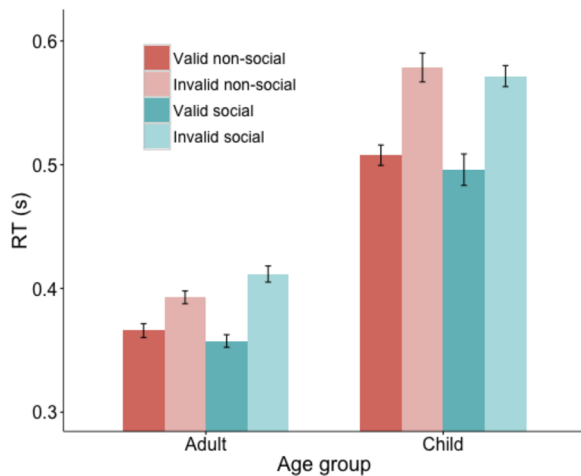 0.6
0.5
0.4
0.3
RT (s)
Valid non-social
Invalid non-social
Valid social
Invalid social
Adult
Child
Age group